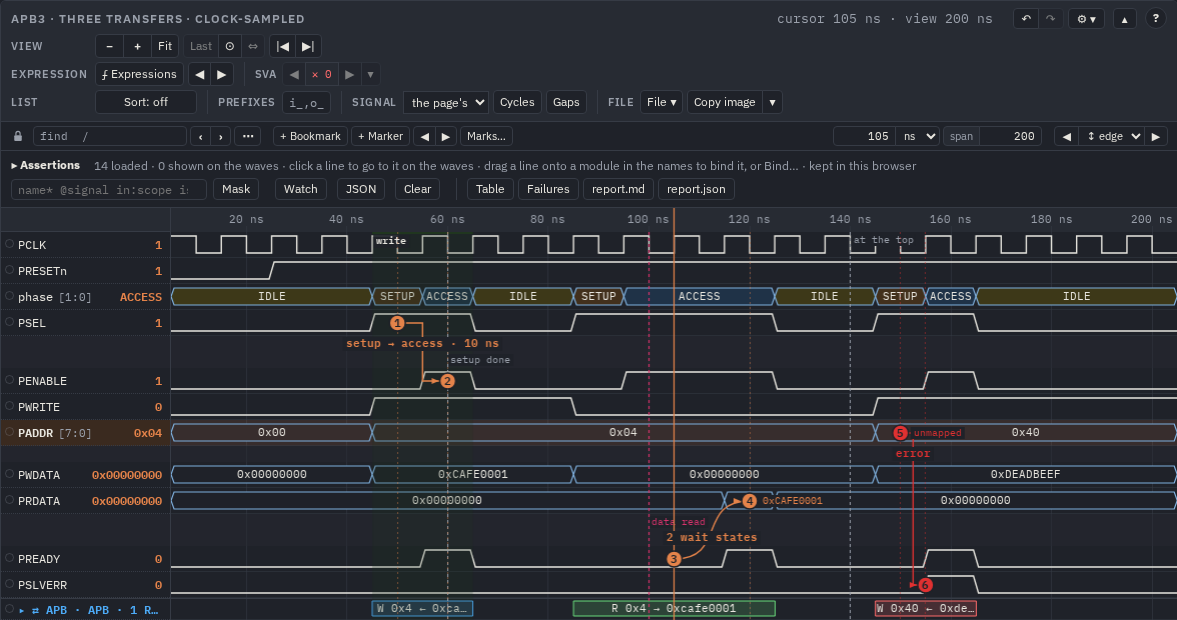 APB3 · THREE TRANSFERS · CLOCK-SAMPLED
cursor 105 ns · view 200 ns
?
VIEW − + Fit Last
EXPRESSION ⨍ Expressions ◀ ▶ SVA ◀ × 0 ▶ ▾
LIST Sort: off PREFIXES i_,o_ SIGNAL the page's Cycles Gaps FILE File ▾ Copy image ▾
find / ‹ › ··· + Bookmark + Marker ◀ ▶ Marks… 105 ns span 200 ◀ ↕ edge ▶
▸ Assertions 14 loaded · 0 shown on the waves · click a line to go to it on the waves · drag a line onto a module in the names to bind it, or Bind… · kept in this browser
name* @signal in:scope is Mask Watch JSON Clear Table Failures report.md report.json
20 ns 40 ns 60 ns 80 ns 100 ns 120 ns 140 ns 160 ns 180 ns 200 ns
PCLK 1 write at the top
PRESETn 1
phase [1:0] ACCESS IDLE SETUP ACCESS IDLE SETUP ACCESS IDLE SETUP ACCESS IDLE
PSEL 1 1
setup → access · 10 ns
setup done
PENABLE 1 2
PWRITE 0
PADDR [7:0] 0x04 0x00 0x04 5 unmapped 0x40
error
PWDATA 0x00000000 0x00000000 0xCAFE0001 0x00000000 0xDEADBEEF
PRDATA 0x00000000 0x00000000 4 0xCAFE0001 0x00000000
data read
2 wait states
PREADY 0 3
PSLVERR 0 6
▸ ⇄ APB · APB · 1 R… W 0x4 ← 0xca… R 0x4 → 0xcafe0001 W 0x40 ← 0xde…